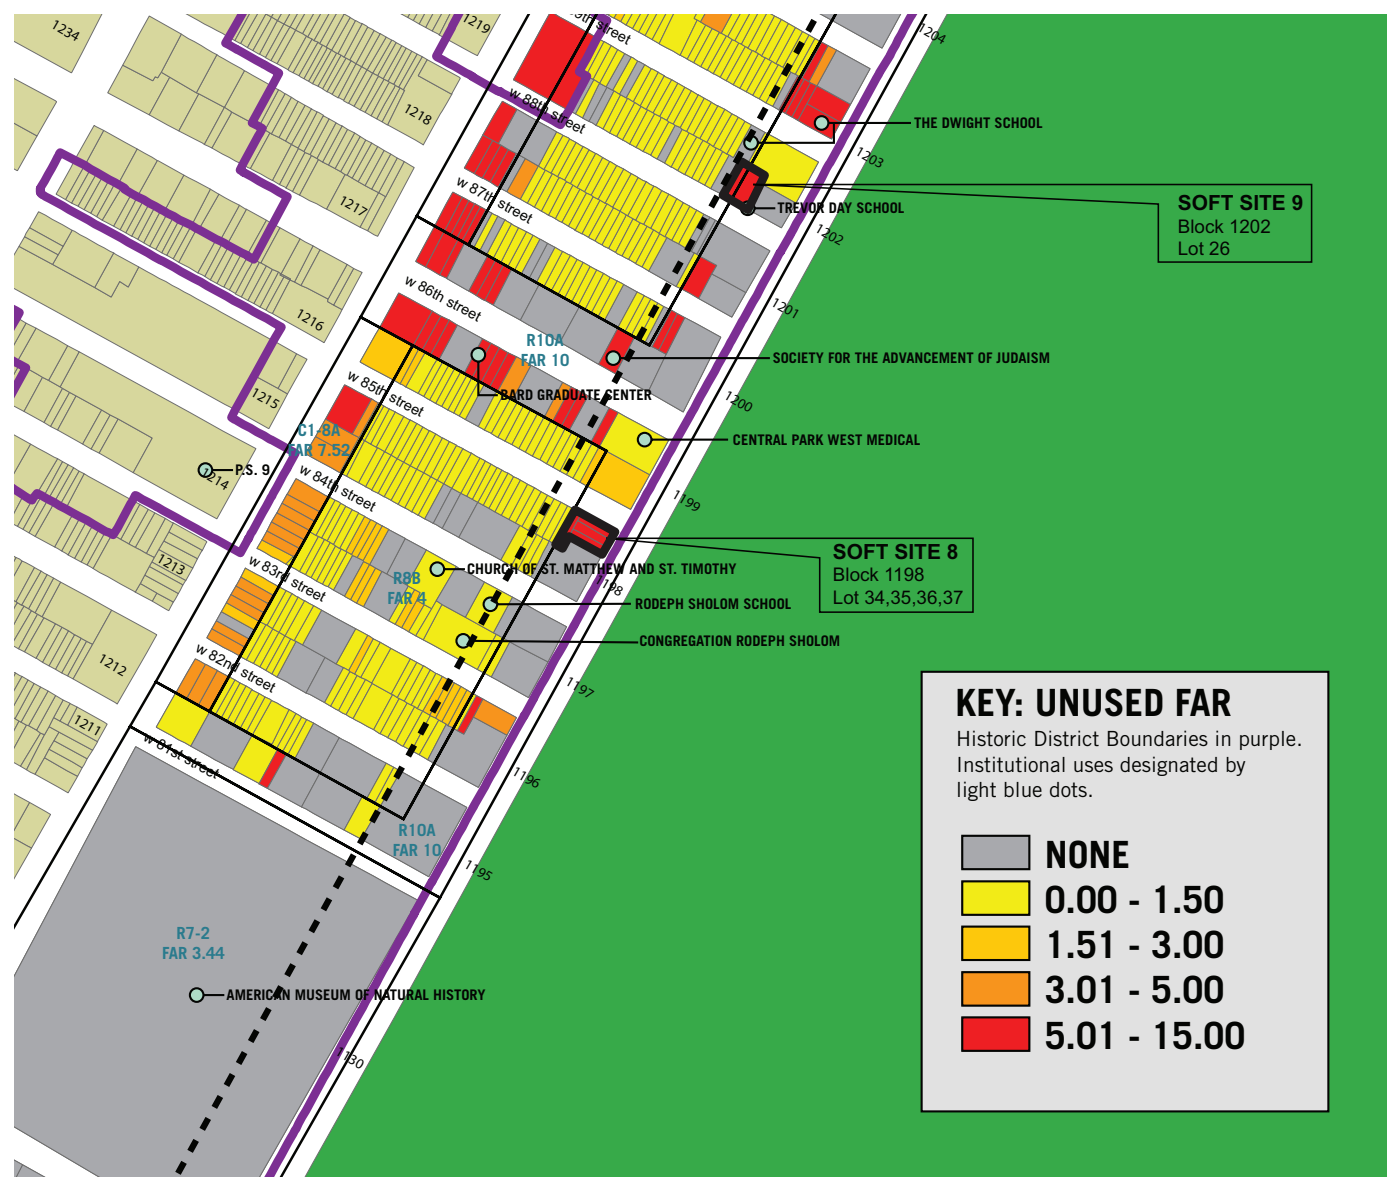 1234
1219
89th street
1204
1218
w 88th street
THE DWIGHT SCHOOL
1203
1217
w 87th street
TREVOR DAY SCHOOL
SOFT SITE 9
Block 1202
Lot 26
1202
1216
w 86th street
1201
R10A
FAR 10
SOCIETY FOR THE ADVANCEMENT OF JUDAISM
1215
w 85th street
BARD GRADUATE CENTER
1200
C1-8A
FAR 7.52
CENTRAL PARK WEST MEDICAL
P.S. 9
1214
w 84th street
1199
1213
SOFT SITE 8
Block 1198
Lot 34,35,36,37
w 83rd street
CHURCH OF ST. MATTHEW AND ST. TIMOTHY
R8B
FAR 4
1198
RODEPH SHOLOM SCHOOL
CONGREGATION RODEPH SHOLOM
1212
w 82nd street
1197
1211
w 81st street
1196
R10A
FAR 10
1195
R7-2
FAR 3.44
AMERICAN MUSEUM OF NATURAL HISTORY
1130
KEY: UNUSED FAR
Historic District Boundaries in purple.
Institutional uses designated by
light blue dots.
NONE
0.00 - 1.50
1.51 - 3.00
3.01 - 5.00
5.01 - 15.00